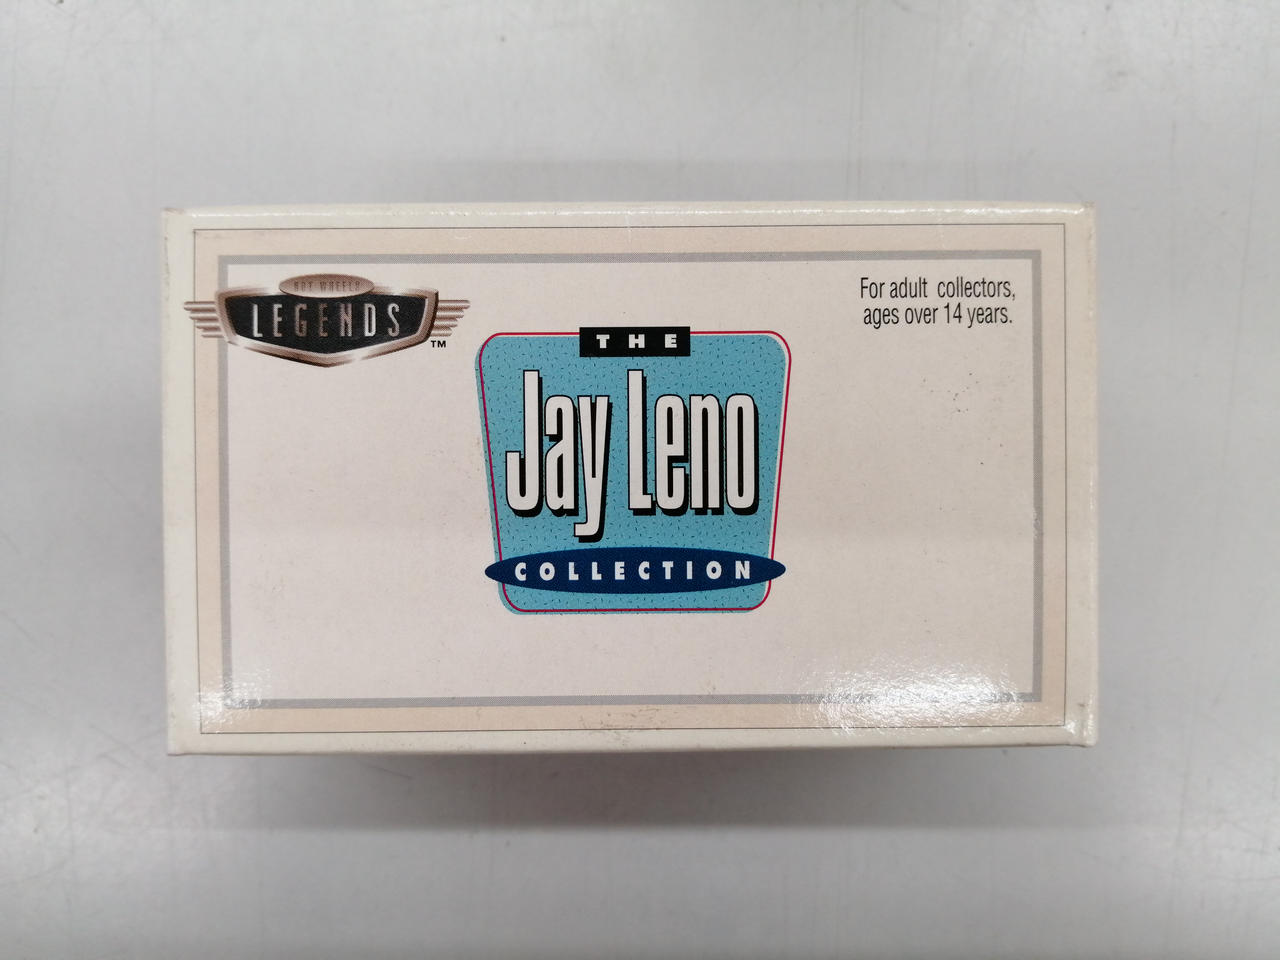 HOT WHEELS
LEGENDS
TM
For adult collectors,
ages over 14 years.
THE
Jay Leno
COLLECTION